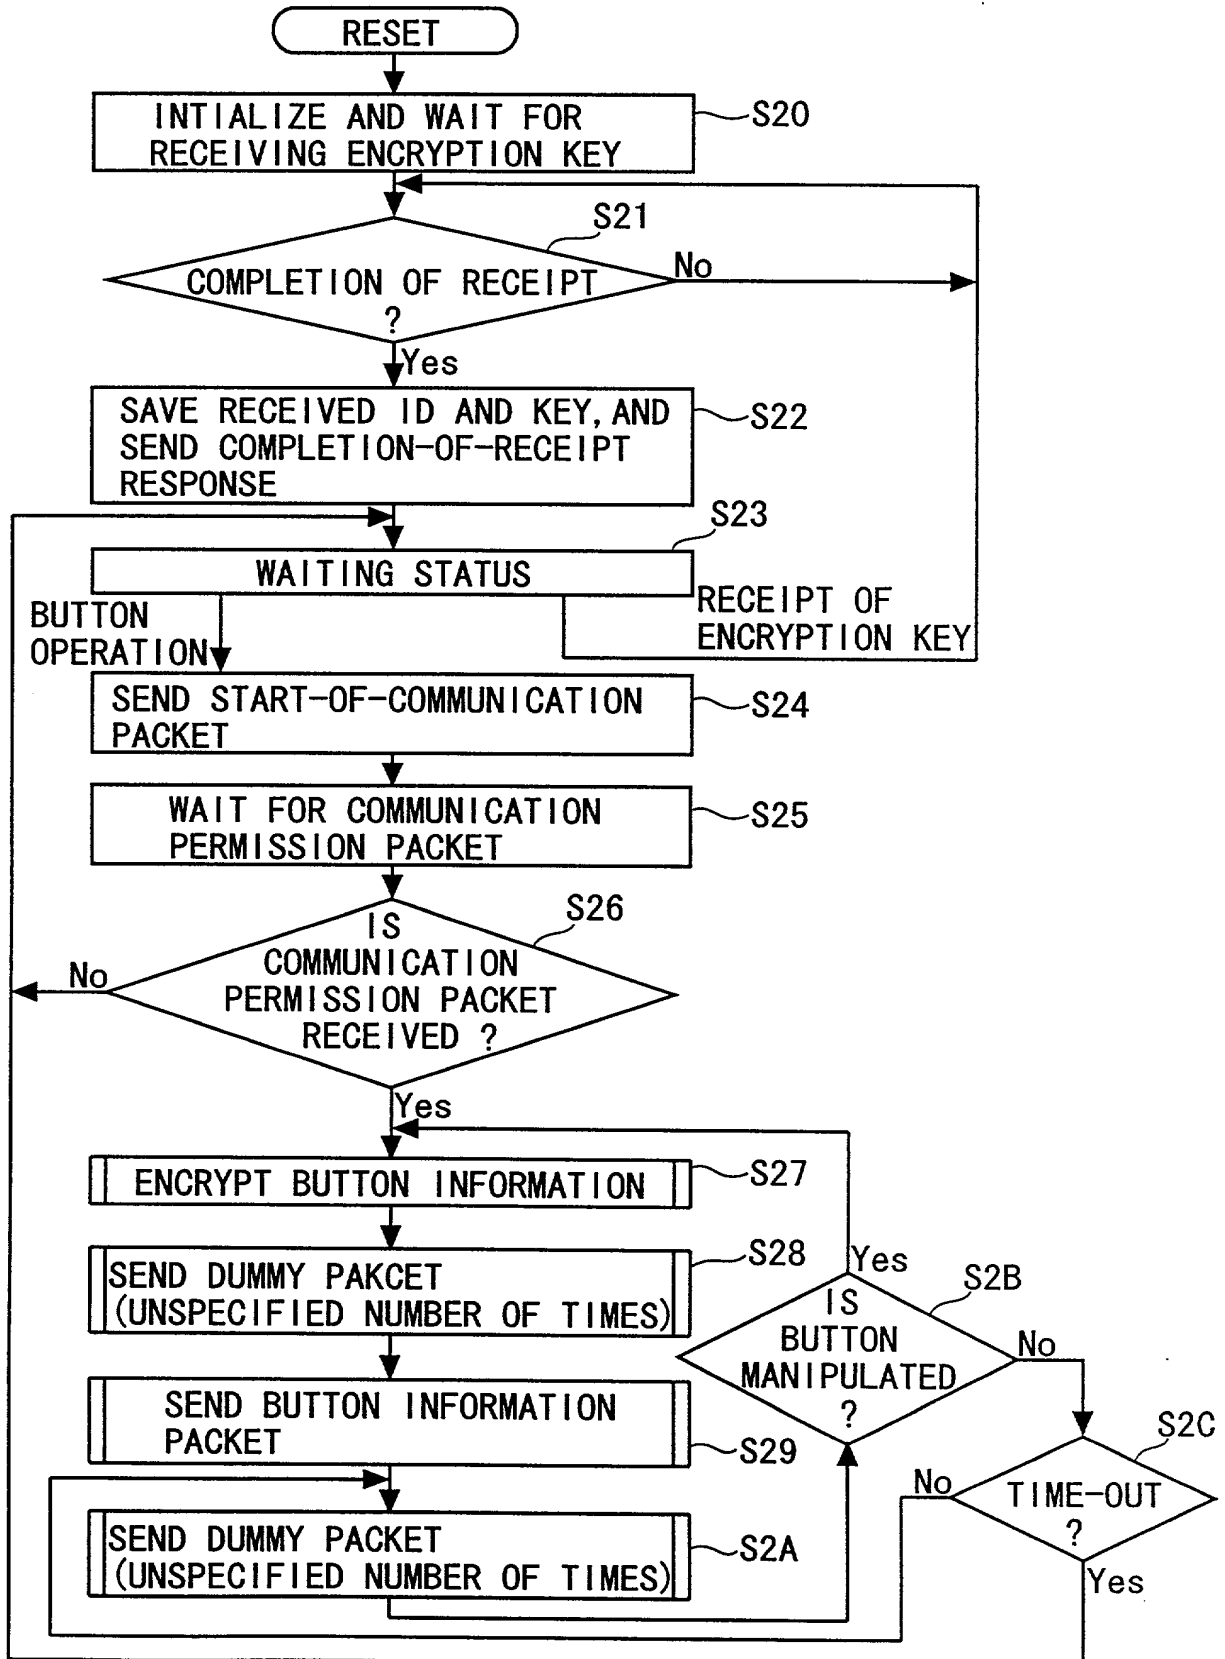 RESET
INTIALIZE AND WAIT FOR
RECEIVING ENCRYPTION KEY
S20
S21
COMPLETION OF RECEIPT
?
No
Yes
SAVE RECEIVED ID AND KEY, AND
SEND COMPLETION-OF-RECEIPT
RESPONSE
S22
S23
WAITING STATUS
BUTTON
OPERATION
RECEIPT OF
ENCRYPTION KEY
SEND START-OF-COMMUNICATION
PACKET
S24
WAIT FOR COMMUNICATION
PERMISSION PACKET
S25
S26
IS
COMMUNICATION
PERMISSION PACKET
RECEIVED ?
No
Yes
ENCRYPT BUTTON INFORMATION
S27
SEND DUMMY PAKCET
(UNSPECIFIED NUMBER OF TIMES)
S28
SEND BUTTON INFORMATION
PACKET
S29
SEND DUMMY PACKET
(UNSPECIFIED NUMBER OF TIMES)
S2A
Yes
S2B
IS
BUTTON
MANIPULATED
?
No
S2C
TIME-OUT
?
No
Yes